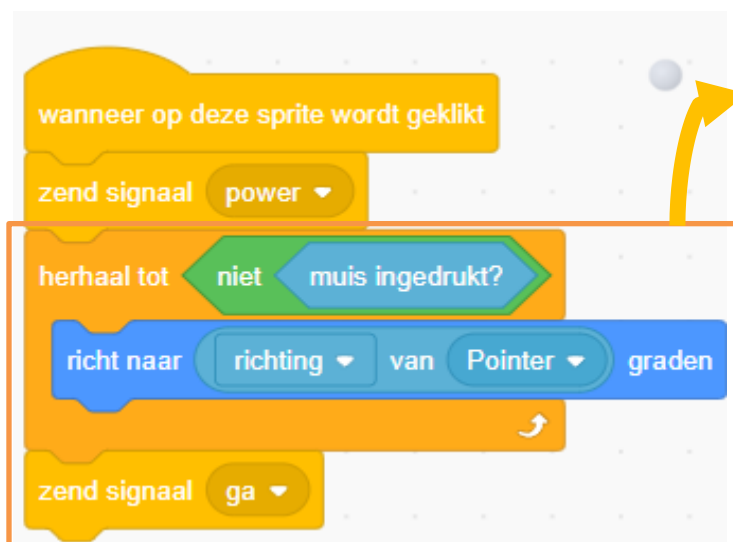 wanneer op deze sprite wordt geklikt
zend signaal power
herhaal tot niet muis ingedrukt?
richt naar richting van Pointer graden
zend signaal ga